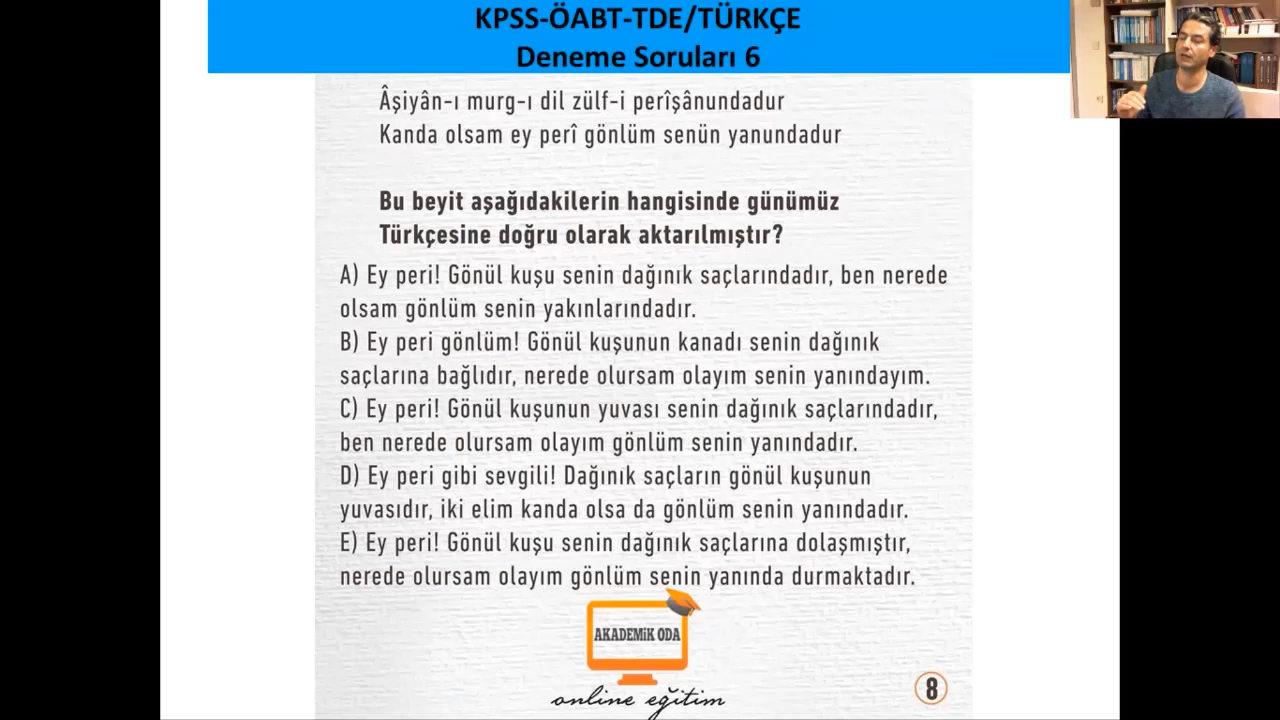 KPSS-ÖABT-TDE/TÜRKÇE
Deneme Soruları 6
Âşiyân-ı murg-ı dil zülf-i perîşânundadur
Kanda olsam ey perî gönlüm senün yanundadur
Bu beyit aşağıdakilerin hangisinde günümüz
Türkçesine doğru olarak aktarılmıştır?
A) Ey peri! Gönül kuşu senin dağınık saçlarındadır, ben nerede
olsam gönlüm senin yakınlarındadır.
B) Ey peri gönlüm! Gönül kuşunun kanadı senin dağınık
saçlarına bağlıdır, nerede olursam olayım senin yanındayım.
C) Ey peri! Gönül kuşunun yuvası senin dağınık saçlarındadır,
ben nerede olursam olayım gönlüm senin yanındadır.
D) Ey peri gibi sevgili! Dağınık saçların gönül kuşunun
yuvasıdır, iki elim kanda olsa da gönlüm senin yanındadır.
E) Ey peri! Gönül kuşu senin dağınık saçlarına dolaşmıştır,
nerede olursam olayım gönlüm senin yanında durmaktadır.
AKADEMİK ODA
online eğitim
8